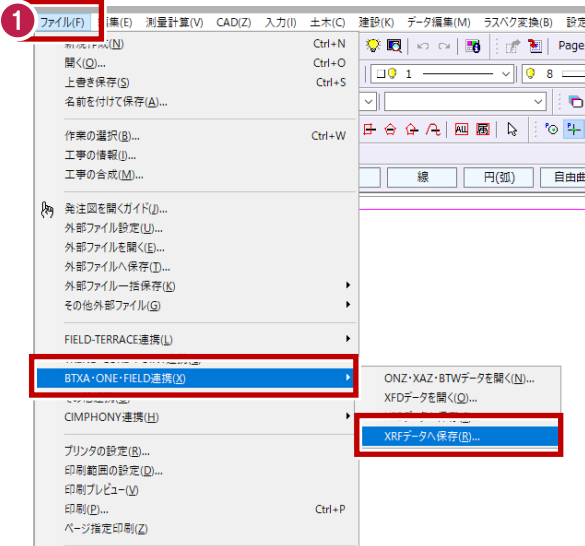 1
ファイル(F) 集(E) 測量計算(V) CAD(Z) 入力(I) 土木(C) 建設(K) データ編集(M) ラスベク変換(B) 設定
(N) Ctrl+N
開く(O)... Ctrl+O
上書き保存(S) Ctrl+S
名前を付けて保存(A)...
作業の選択(B)... Ctrl+W
工事の情報(I)...
工事の合成(M)...
発注図を開くガイド(J)...
外部ファイル設定(U)...
外部ファイルを開く(E)...
外部ファイルへ保存(T)...
外部ファイル一括保存(K)
その他外部ファイル(G)
FIELD-TERRACE連携(L)
BTXA・ONE・FIELD連携(X)
CIMPHONY連携(H)
プリンタの設定(R)...
印刷範囲の設定(D)...
印刷プレビュー(V)
印刷(P)... Ctrl+P
ページ指定印刷(Z)
Page
1
8
ALL 図
線 円(弧) 自由曲
ONZ・XAZ・BTWデータを開く(N)...
XFDデータを開く(O)...
XRFデータへ保存(R)...